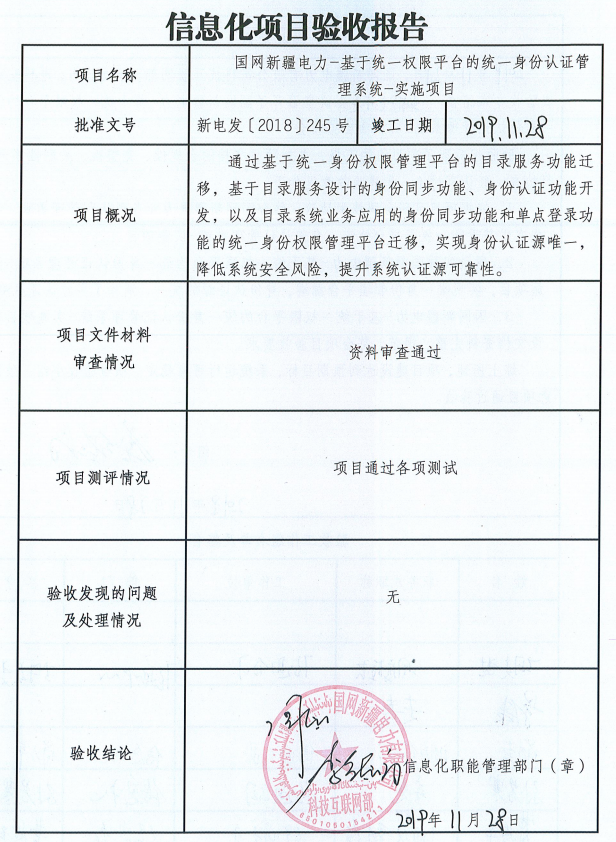 信息化项目验收报告
项目名称
国网新疆电力-基于统一权限平台的统一身份认证管
理系统-实施项目
批准文号
新电发〔2018〕245号
竣工日期
2019.11.28
项目概况
通过基于统一身份权限管理平台的目录服务功能迁
移，基于目录服务设计的身份同步功能、身份认证功能开
发，以及目录系统业务应用的身份同步功能和单点登录功
能的统一身份权限管理平台迁移，实现身份认证源唯一，
降低系统安全风险，提升系统认证源可靠性。
项目文件材料
审查情况
资料审查通过
项目测评情况
项目通过各项测试
验收发现的问题
及处理情况
无
验收结论
国网新疆电力有限公司
科技互联网部
6501050154211
信息化职能管理部门（章）
2019年11月28日